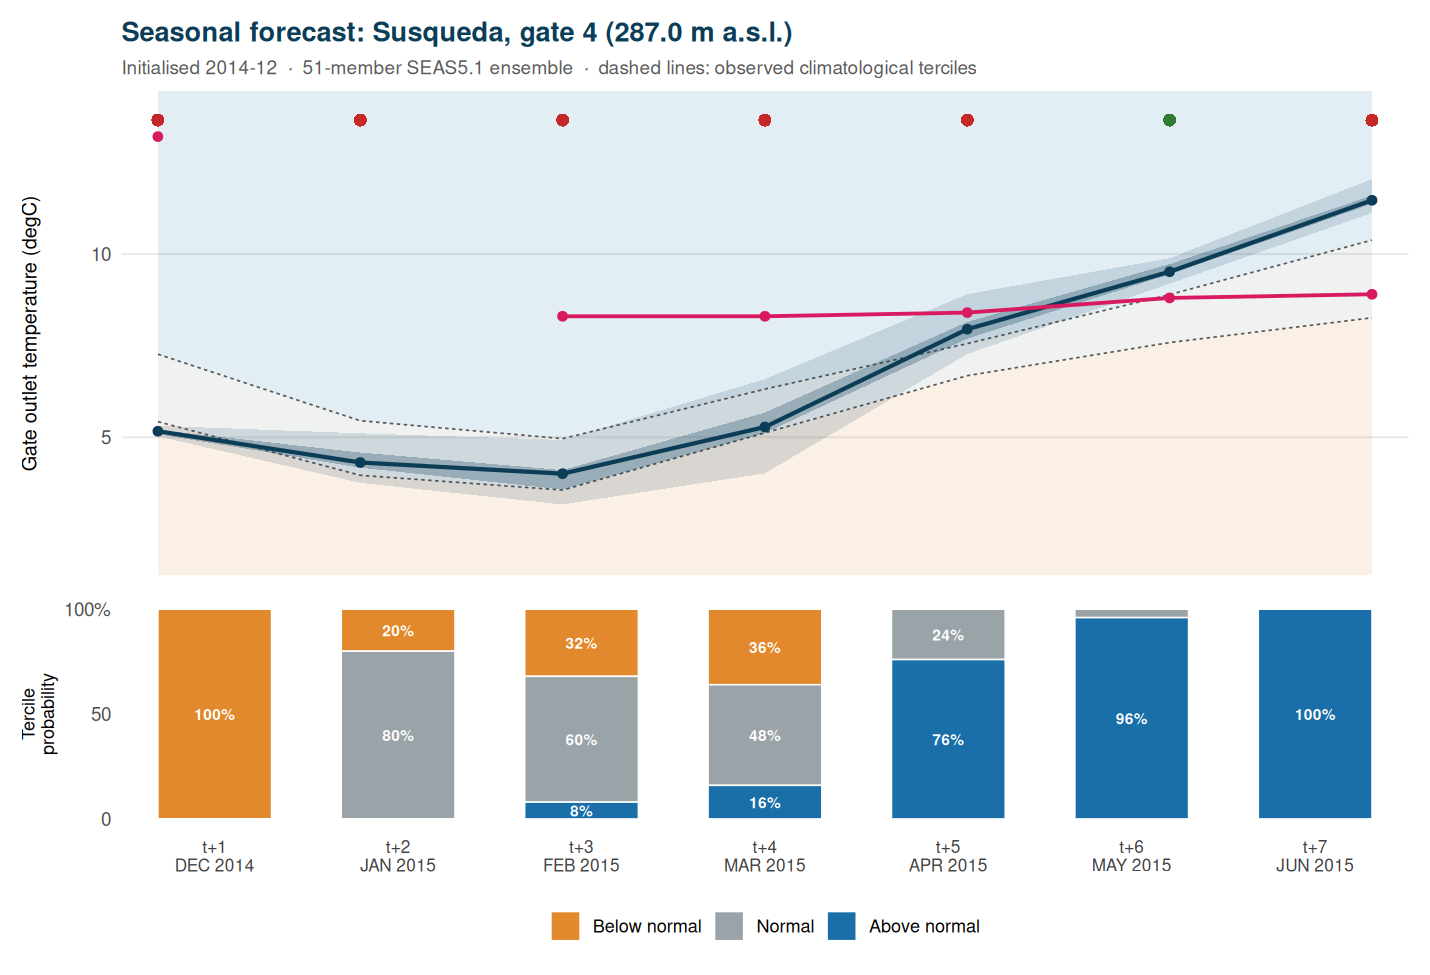 Seasonal forecast: Susqueda, gate 4 (287.0 m a.s.l.)
Initialised 2014-12 · 51-member SEAS5.1 ensemble · dashed lines: observed climatological terciles
Gate outlet temperature (degC)
10
5
Tercile
probability
100%
50
0
100%
20%
80%
32%
60%
8%
36%
48%
16%
24%
76%
96%
100%
t+1
DEC 2014
t+2
JAN 2015
t+3
FEB 2015
t+4
MAR 2015
t+5
APR 2015
t+6
MAY 2015
t+7
JUN 2015
Below normal
Normal
Above normal